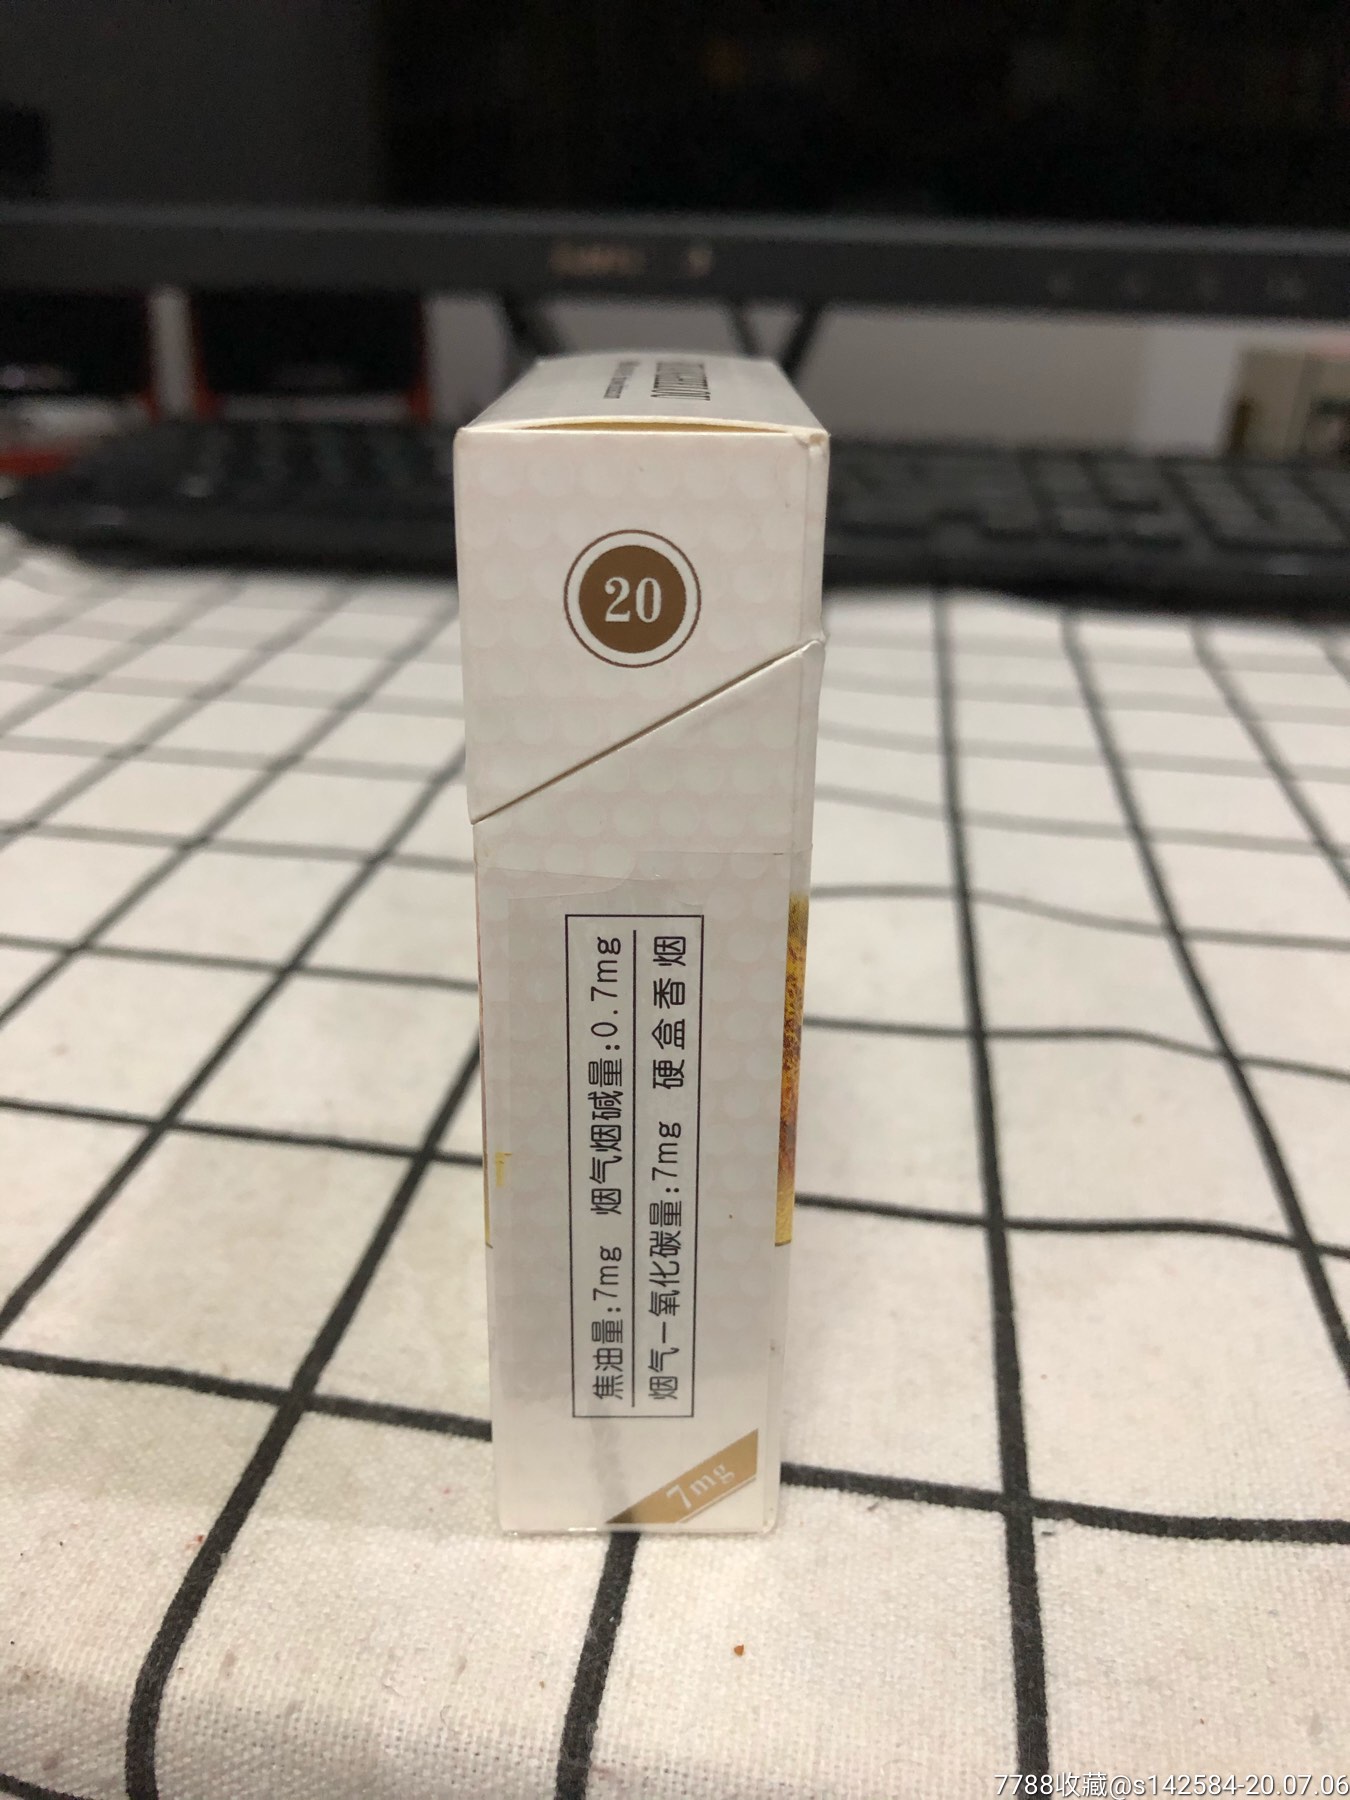 20
焦油量:7mg 烟气烟碱量:0.7mg
烟气一氧化碳量:7mg 硬盒香烟
7mg
7788收藏@s142584-20.07.06